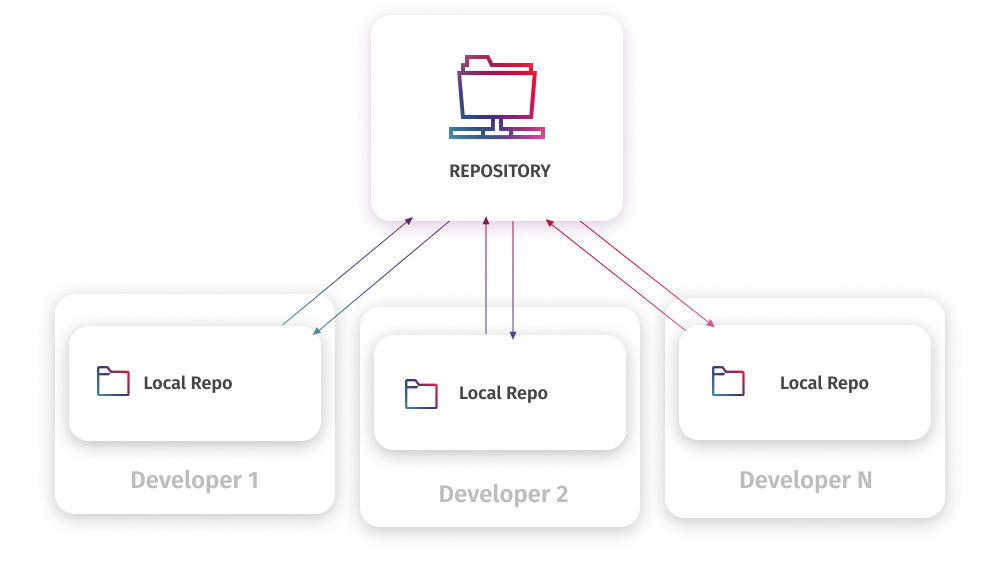 REPOSITORY
Local Repo
Developer 1
Local Repo
Developer 2
Local Repo
Developer N